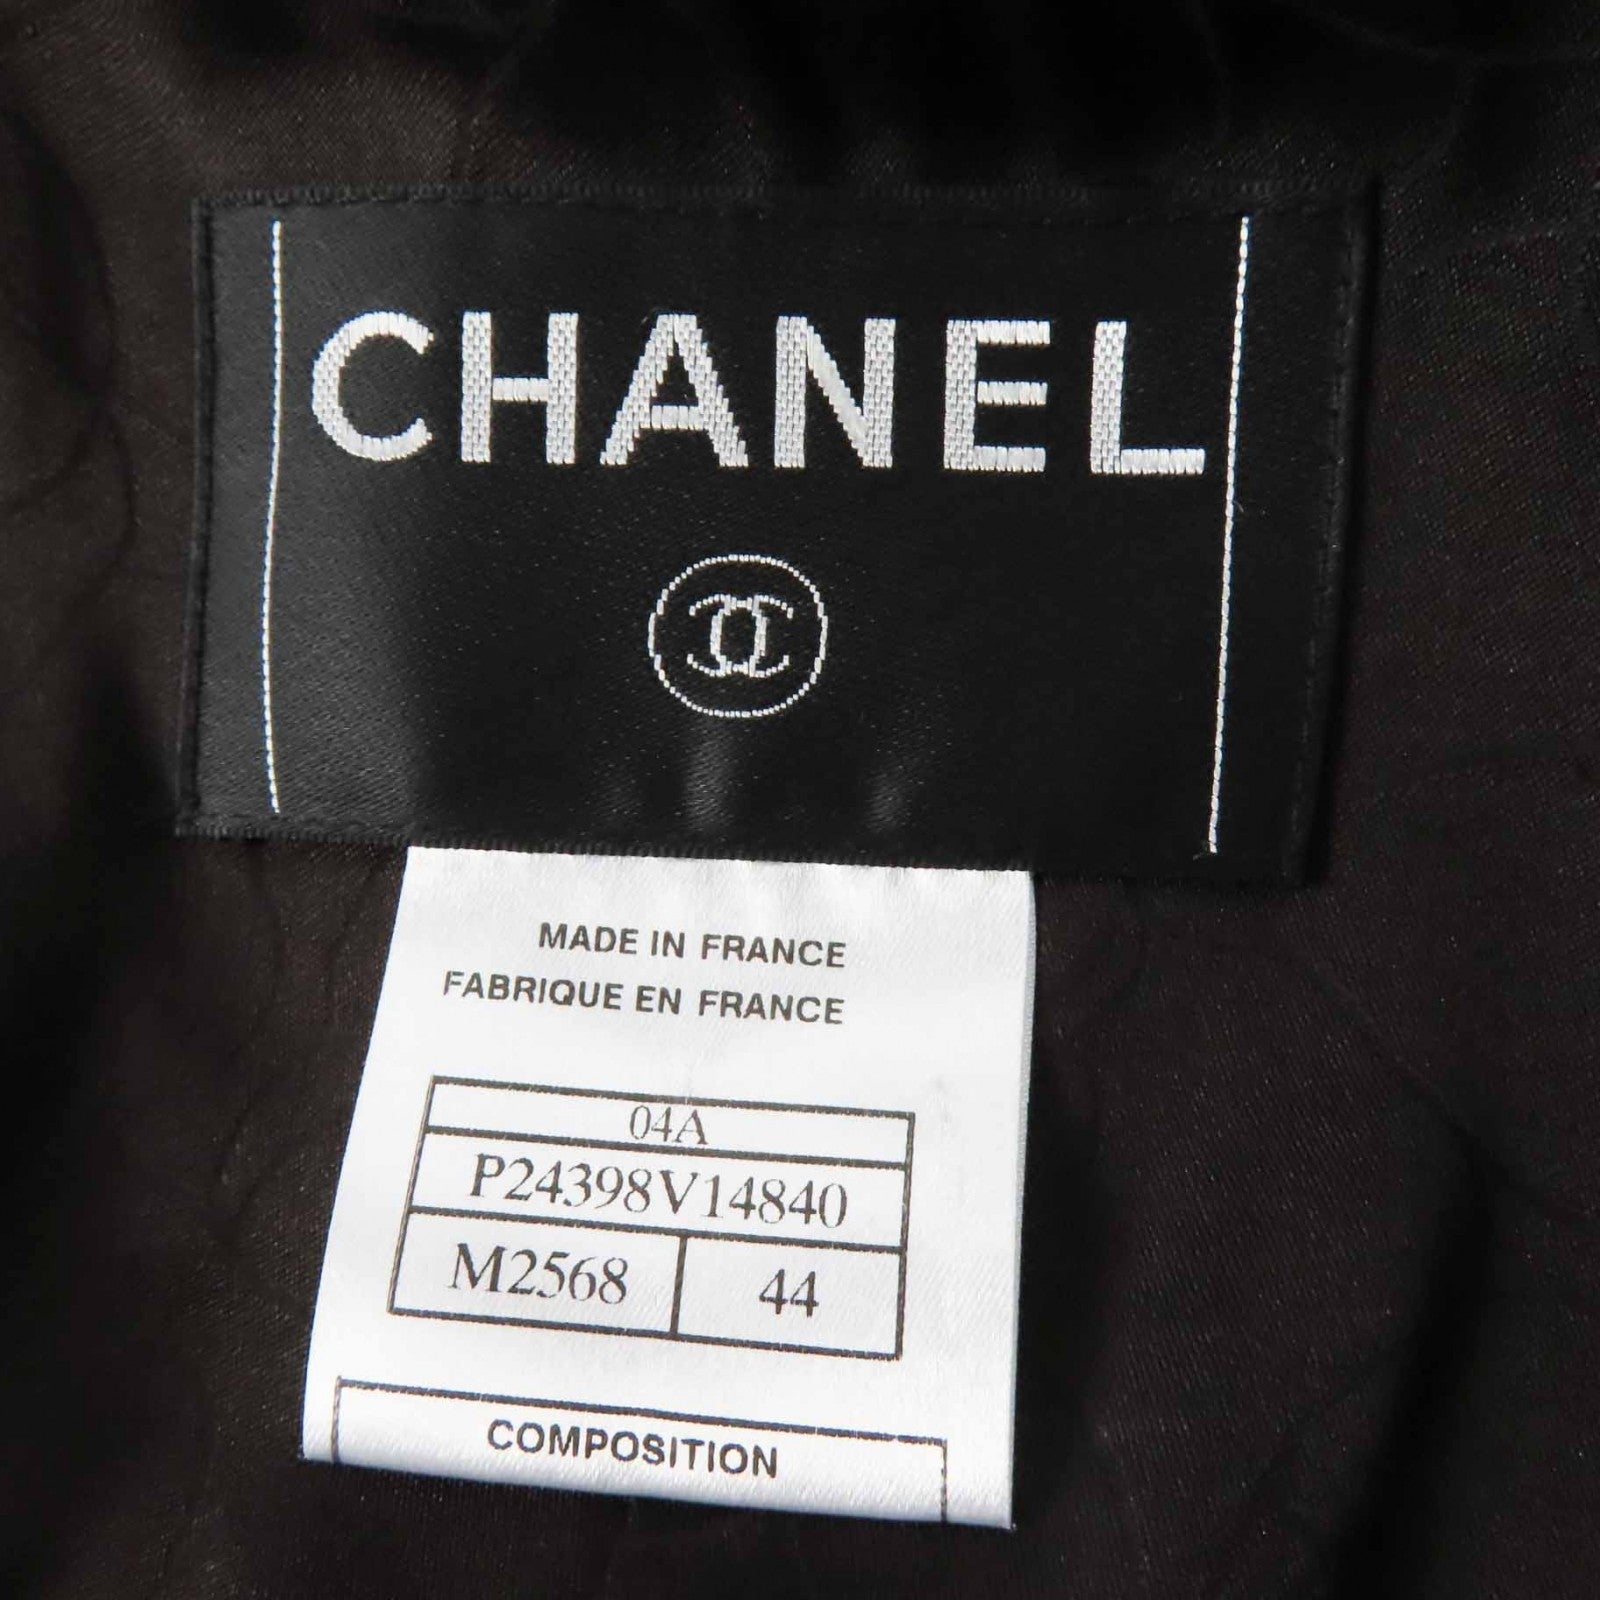 CHANEL
MADE IN FRANCE
FABRIQUE EN FRANCE
04A
P24398V14840
M2568 44
COMPOSITION